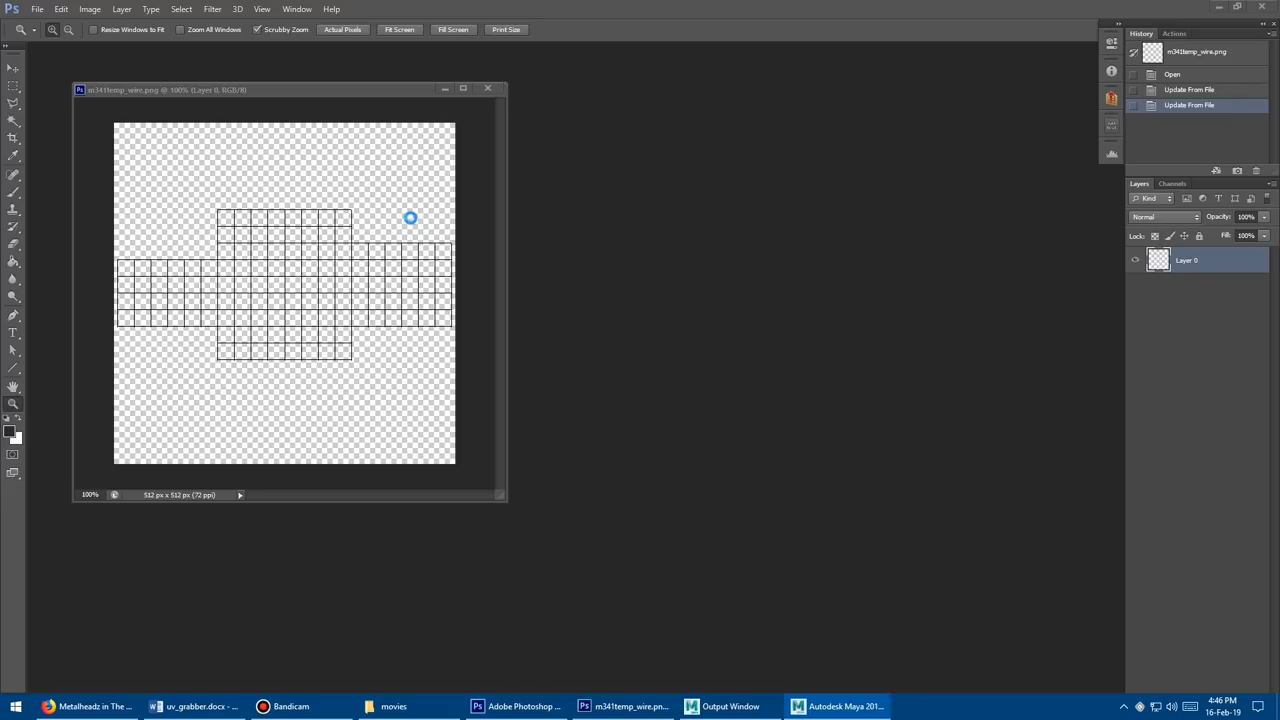 Ps File Edit Image Layer Type Select Filter 3D View Window Help
Resize Windows to Fit Zoom All Windows Scrubby Zoom Actual Pixels Fit Screen Fill Screen Print Size
m341temp_wire.png @ 100% (Layer 0, RGB/8)
100% 512 px x 512 px (72 ppi)
History Actions
m341temp_wire.png
Open
Update From File
Update From File
Layers Channels
Kind
Normal Opacity: 100%
Lock: Fill: 100%
Layer 0
Metalheadz in The ... uv_grabber.docx - ... Bandicam movies Adobe Photoshop ... m341temp_wire.pn... Output Window Autodesk Maya 201...
4:46 PM
16-Feb-19